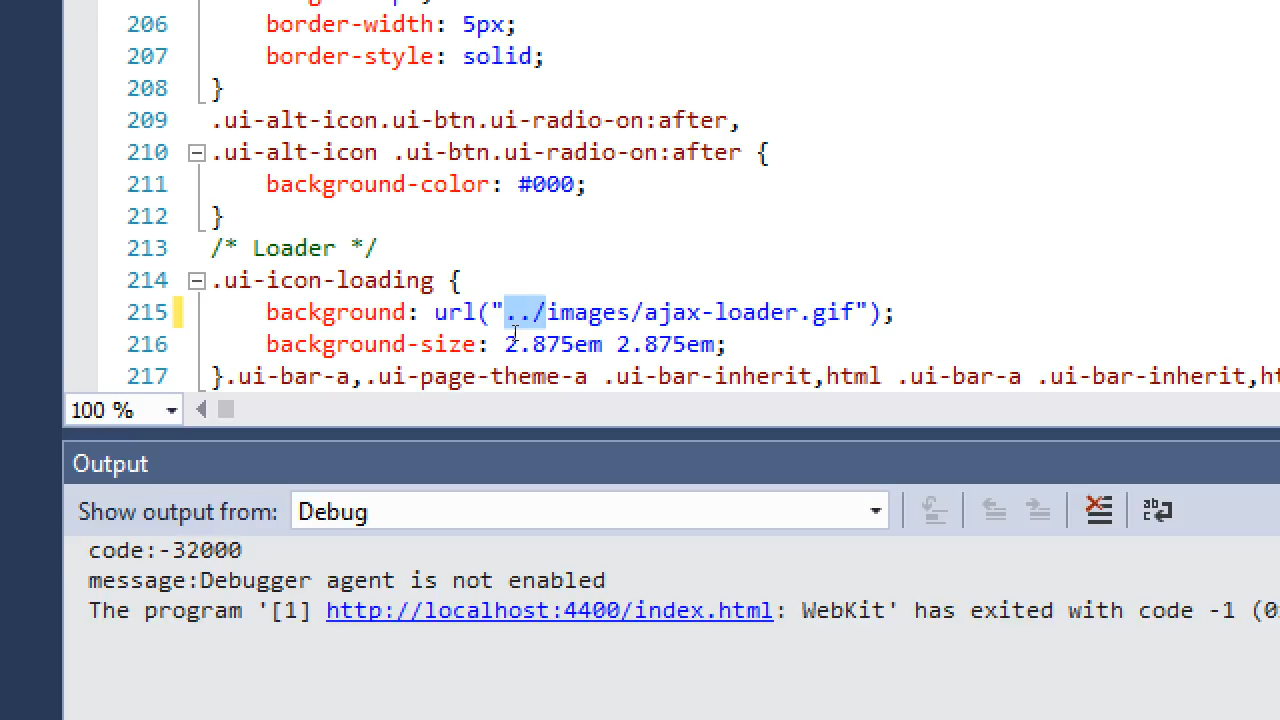 206 border-width: 5px;
207 border-style: solid;
208 }
209 .ui-alt-icon.ui-btn.ui-radio-on:after,
210 .ui-alt-icon .ui-btn.ui-radio-on:after {
211 background-color: #000;
212 }
213 /* Loader */
214 .ui-icon-loading {
215 background: url("../images/ajax-loader.gif");
216 background-size: 2.875em 2.875em;
217 }.ui-bar-a,.ui-page-theme-a .ui-bar-inherit,html .ui-bar-a .ui-bar-inherit,
100 %
Output
Show output from: Debug
code:-32000
message:Debugger agent is not enabled
The program '[1] http://localhost:4400/index.html: WebKit' has exited with code -1